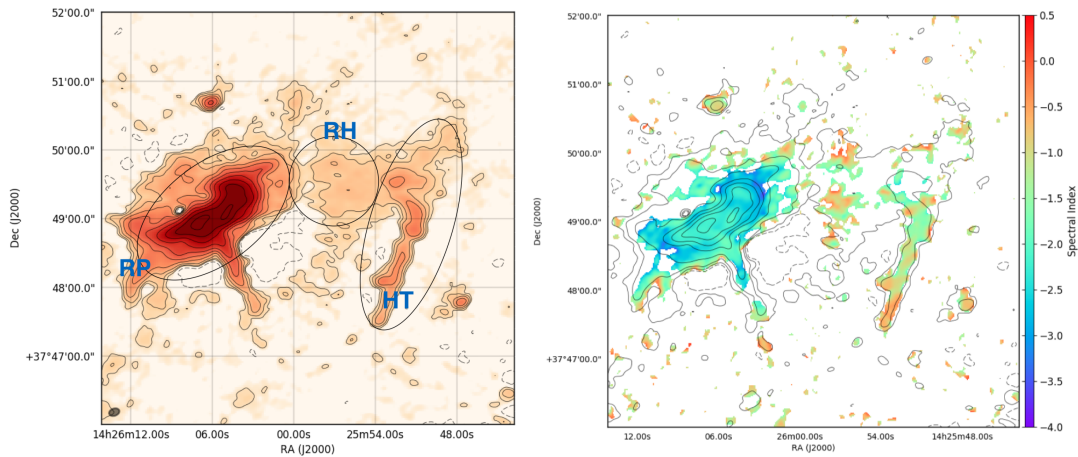 52'00.0"
51'00.0"
50'00.0"
49'00.0"
48'00.0"
+37°47'00.0"
Dec (J2000)
14h26m12.00s 06.00s 00.00s 25m54.00s 48.00s
RA (J2000)
RH
RP
HT
52'00.0"
51'00.0"
50'00.0"
49'00.0"
48'00.0"
+37°47'00.0"
Dec (J2000)
12.00s 06.00s 26m00.00s 54.00s 14h25m48.00s
RA (J2000)
0.5
0.0
−0.5
−1.0
−1.5
−2.0
−2.5
−3.0
−3.5
−4.0
Spectral Index